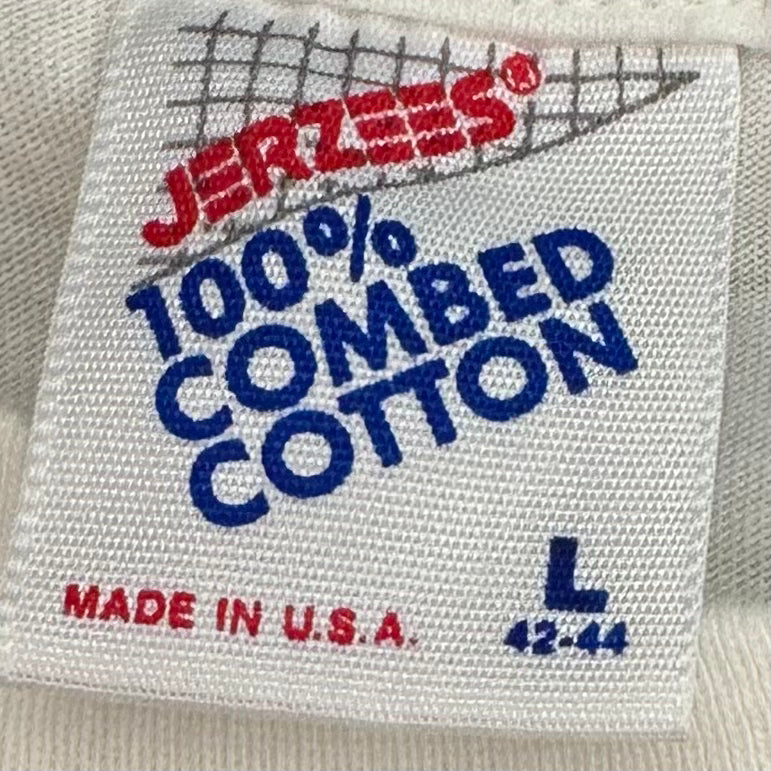 JERZEES®
100%
COMBED
COTTON
L
42-44
MADE IN U.S.A.